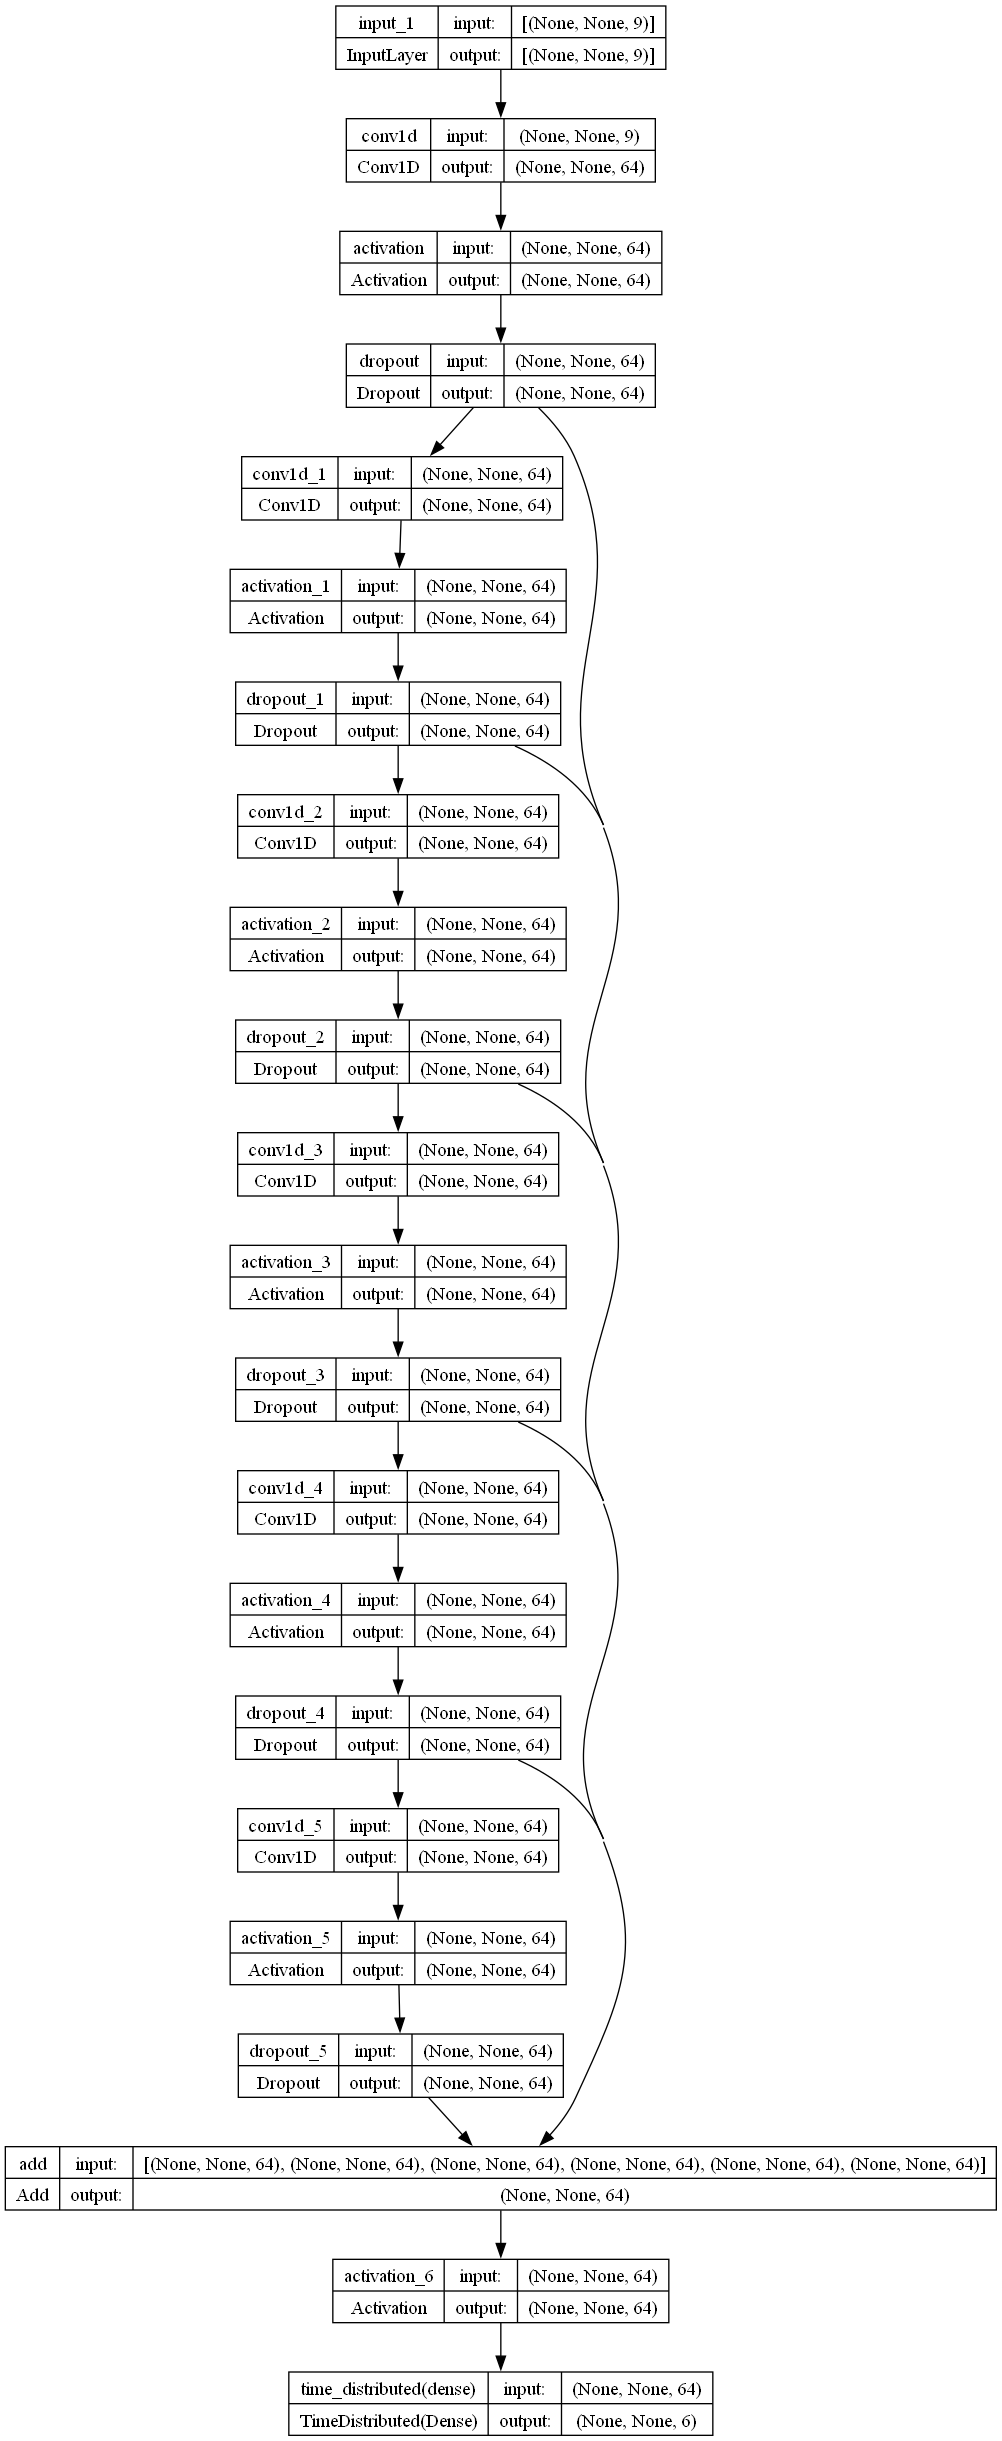 input_1 input: [(None, None, 9)]
InputLayer output: [(None, None, 9)]
conv1d input: (None, None, 9)
Conv1D output: (None, None, 64)
activation input: (None, None, 64)
Activation output: (None, None, 64)
dropout input: (None, None, 64)
Dropout output: (None, None, 64)
conv1d_1 input: (None, None, 64)
Conv1D output: (None, None, 64)
activation_1 input: (None, None, 64)
Activation output: (None, None, 64)
dropout_1 input: (None, None, 64)
Dropout output: (None, None, 64)
conv1d_2 input: (None, None, 64)
Conv1D output: (None, None, 64)
activation_2 input: (None, None, 64)
Activation output: (None, None, 64)
dropout_2 input: (None, None, 64)
Dropout output: (None, None, 64)
conv1d_3 input: (None, None, 64)
Conv1D output: (None, None, 64)
activation_3 input: (None, None, 64)
Activation output: (None, None, 64)
dropout_3 input: (None, None, 64)
Dropout output: (None, None, 64)
conv1d_4 input: (None, None, 64)
Conv1D output: (None, None, 64)
activation_4 input: (None, None, 64)
Activation output: (None, None, 64)
dropout_4 input: (None, None, 64)
Dropout output: (None, None, 64)
conv1d_5 input: (None, None, 64)
Conv1D output: (None, None, 64)
activation_5 input: (None, None, 64)
Activation output: (None, None, 64)
dropout_5 input: (None, None, 64)
Dropout output: (None, None, 64)
add input: [(None, None, 64), (None, None, 64), (None, None, 64), (None, None, 64), (None, None, 64), (None, None, 64)]
Add output: (None, None, 64)
activation_6 input: (None, None, 64)
Activation output: (None, None, 64)
time_distributed(dense) input: (None, None, 64)
TimeDistributed(Dense) output: (None, None, 6)